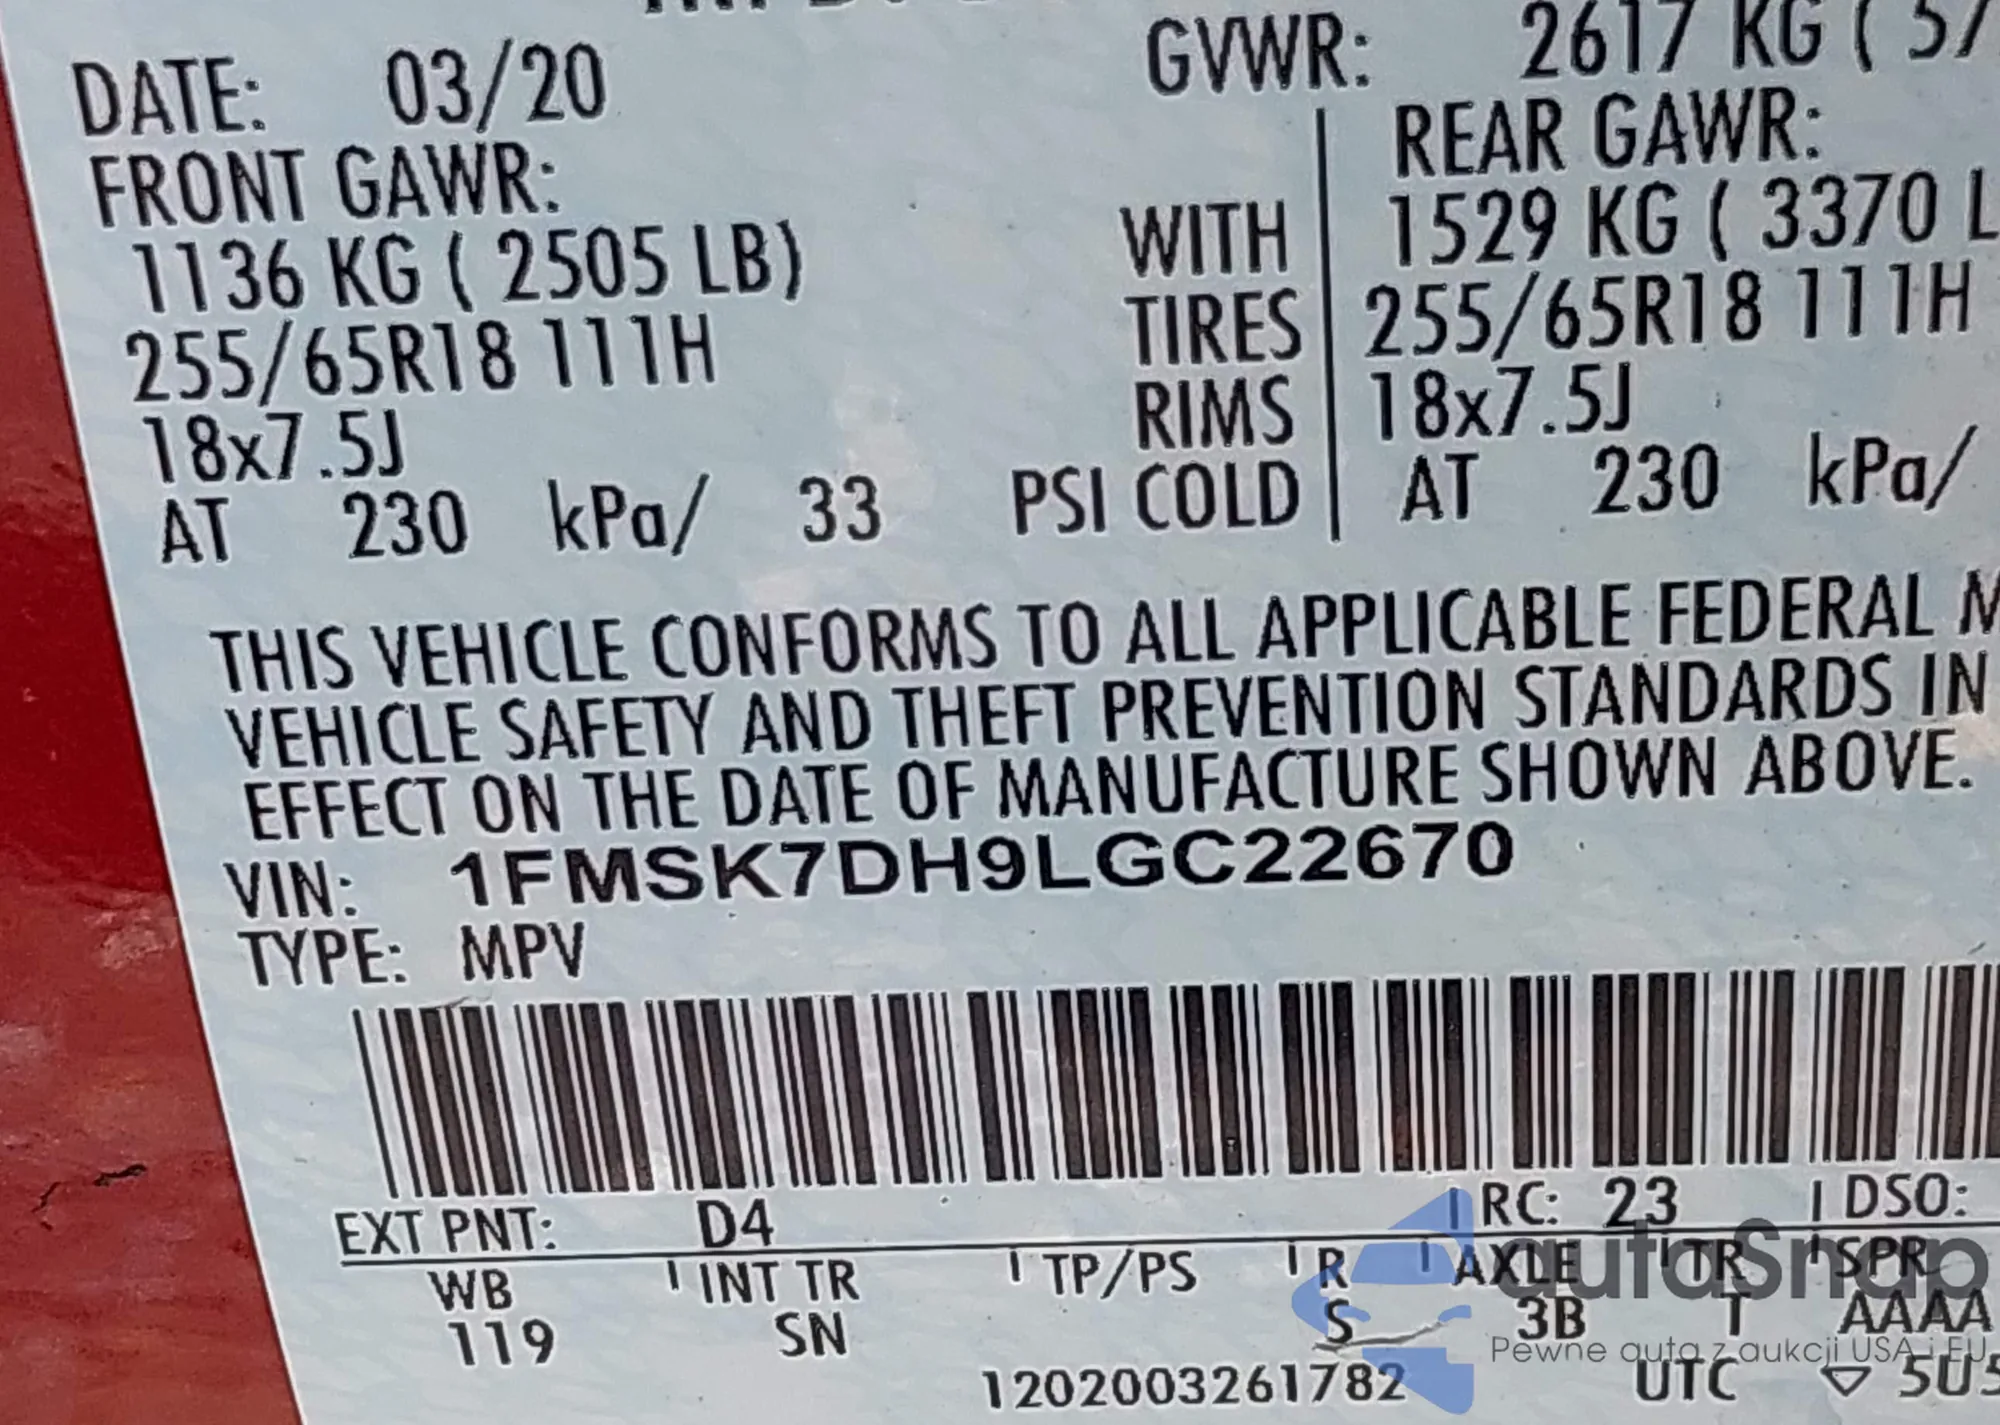 DATE: 03/20
GVWR: 2617 KG ( 57
FRONT GAWR:
REAR GAWR:
1136 KG ( 2505 LB)
WITH
1529 KG ( 3370 L
255/65R18 111H
TIRES
255/65R18 111H
18x7.5J
RIMS
18x7.5J
AT 230 kPa/ 33 PSI COLD
AT 230 kPa/
THIS VEHICLE CONFORMS TO ALL APPLICABLE FEDERAL M
VEHICLE SAFETY AND THEFT PREVENTION STANDARDS IN
EFFECT ON THE DATE OF MANUFACTURE SHOWN ABOVE.
VIN: 1FMSK7DH9LGC22670
TYPE: MPV
EXT PNT: D4 RC: 23 DSO:
WB INT TR TP/PS R AXLE TR SPR
119 SN S 3B T AAAA
1202003261782 UTC ▽ 5U5
autoSnap
Pewne auta z aukcji USA i EU